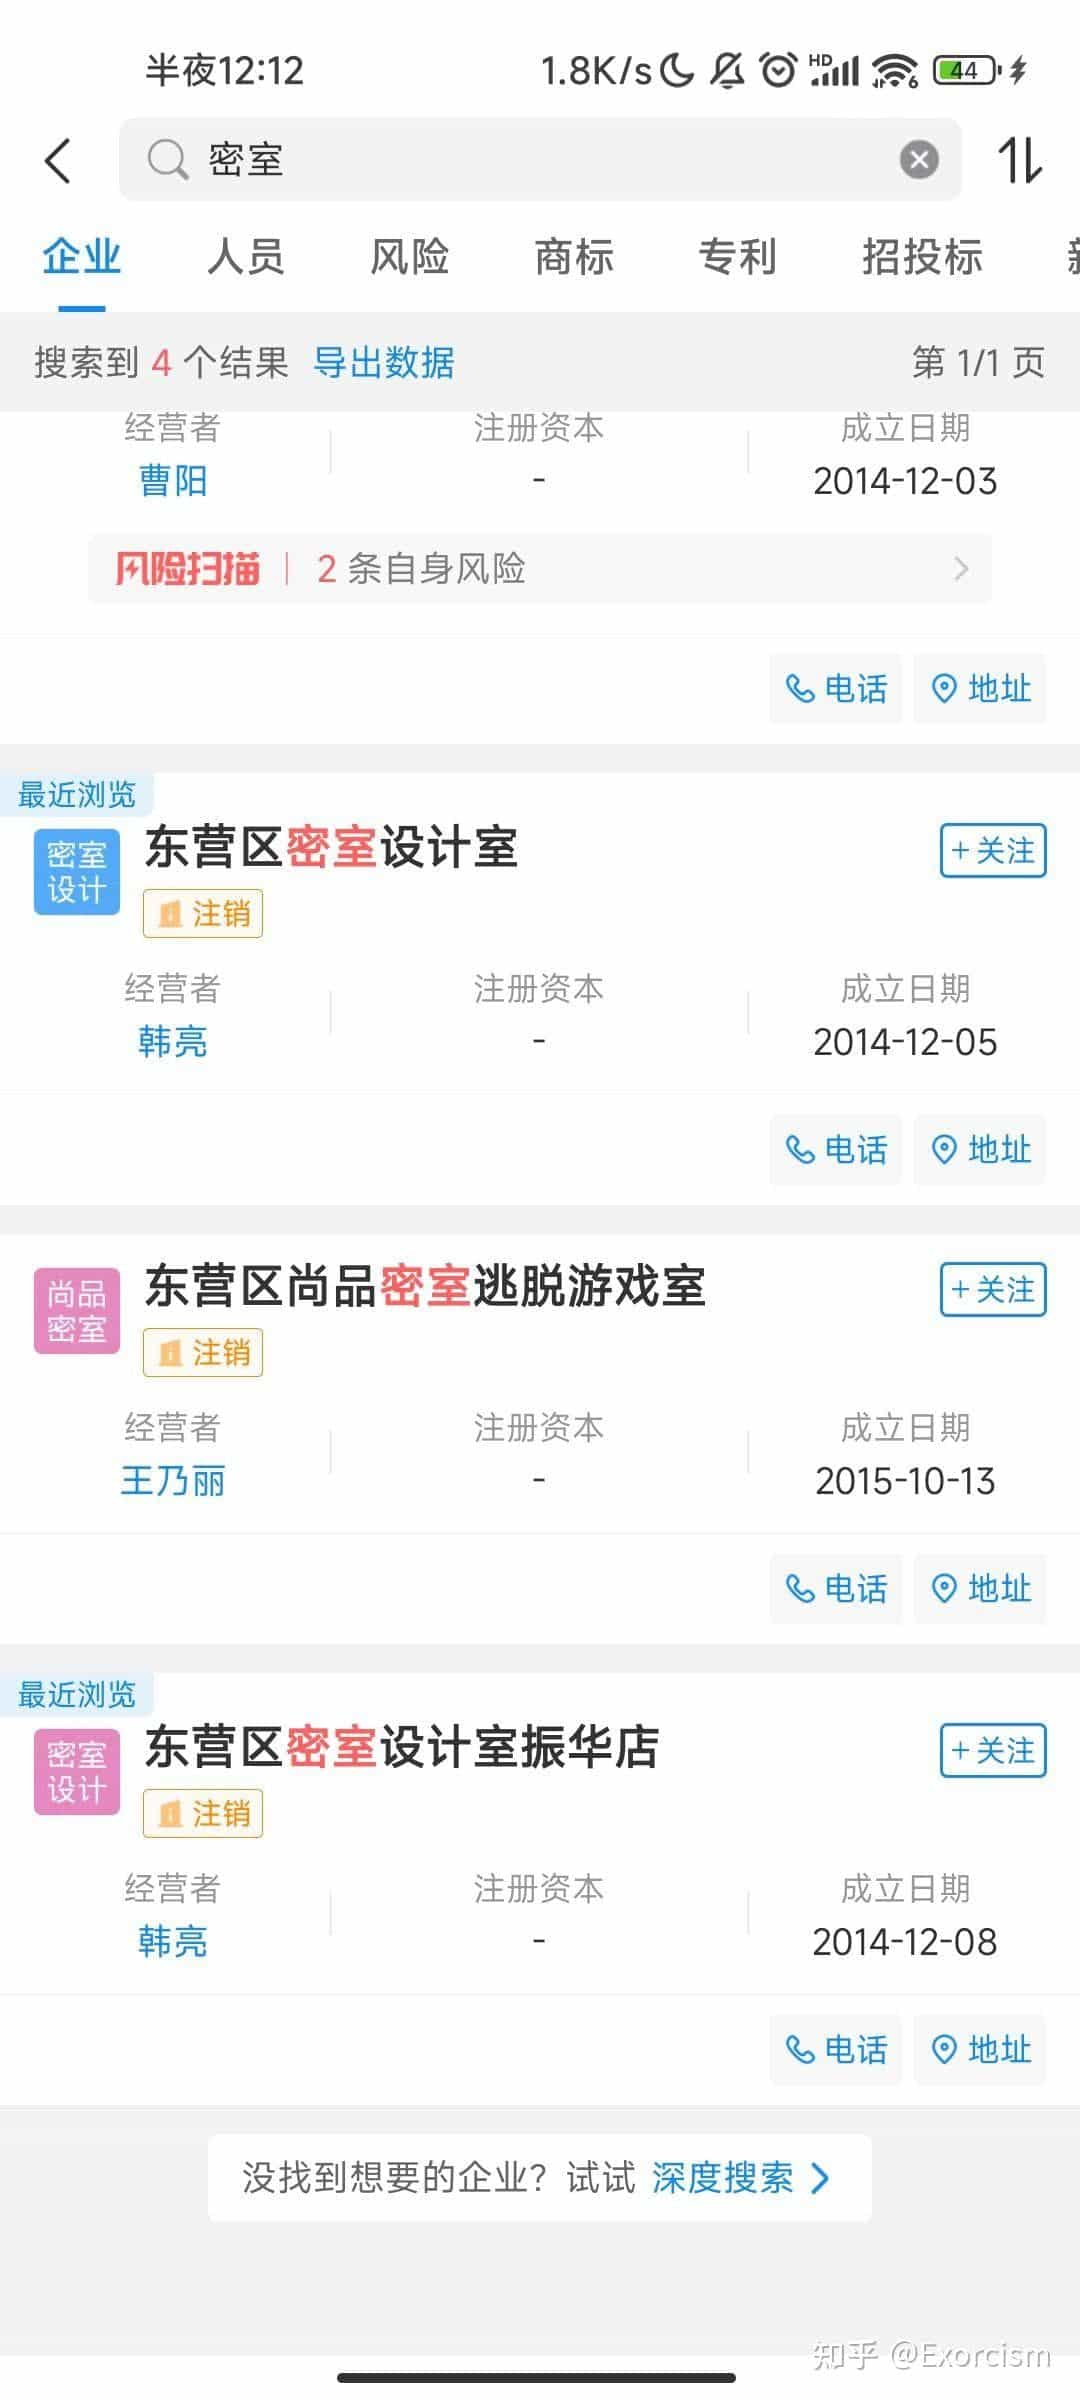 半夜12:12
1.8K/s
HD
6
44
密室
企业 人员 风险 商标 专利 招投标
搜索到 4 个结果 导出数据 第 1/1 页
经营者 注册资本 成立日期
曹阳 - 2014-12-03
风险扫描 2 条自身风险
电话 地址
最近浏览
密室
设计
东营区密室设计室
+ 关注
注销
经营者 注册资本 成立日期
韩亮 - 2014-12-05
电话 地址
尚品
密室
东营区尚品密室逃脱游戏室
+ 关注
注销
经营者 注册资本 成立日期
王乃丽 - 2015-10-13
电话 地址
最近浏览
密室
设计
东营区密室设计室振华店
+ 关注
注销
经营者 注册资本 成立日期
韩亮 - 2014-12-08
电话 地址
没找到想要的企业？试试 深度搜索
知乎 @Exorcism